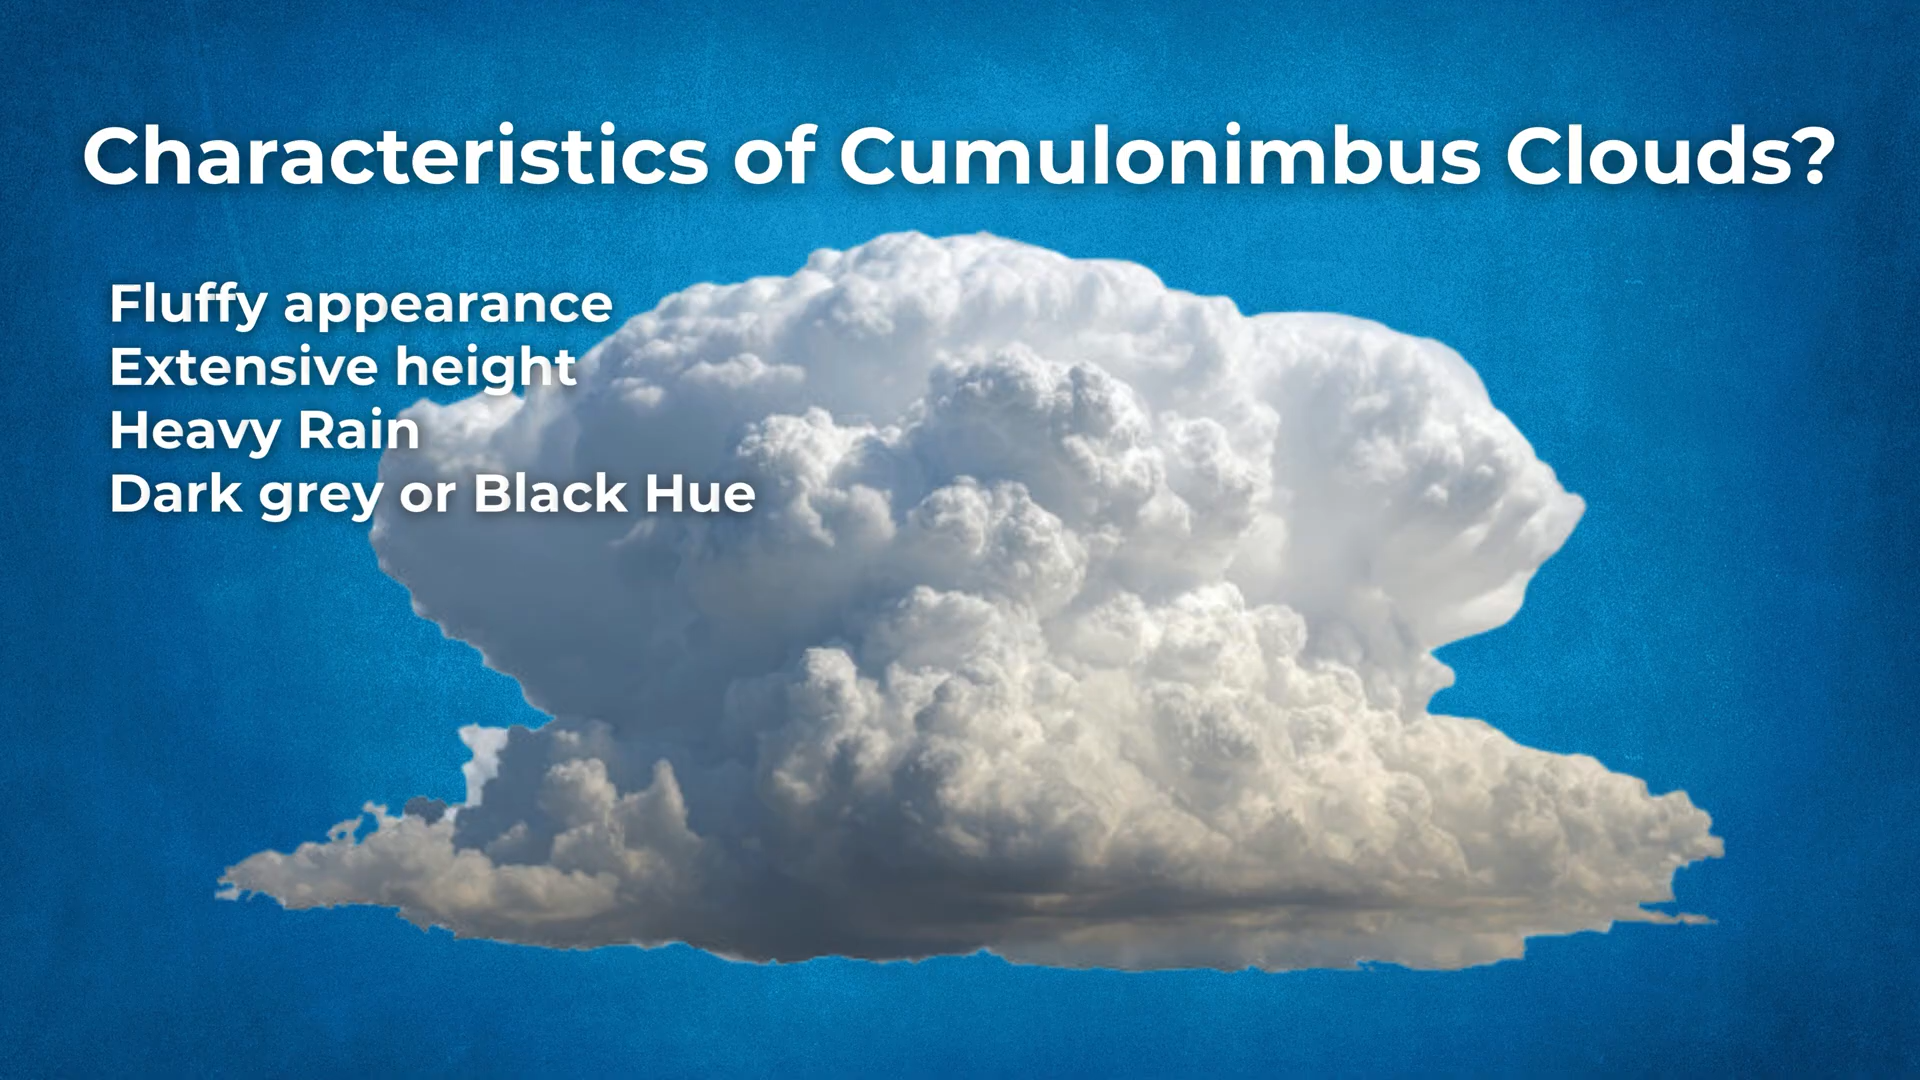 Characteristics of Cumulonimbus Clouds?
Fluffy appearance
Extensive height
Heavy Rain
Dark grey or Black Hue